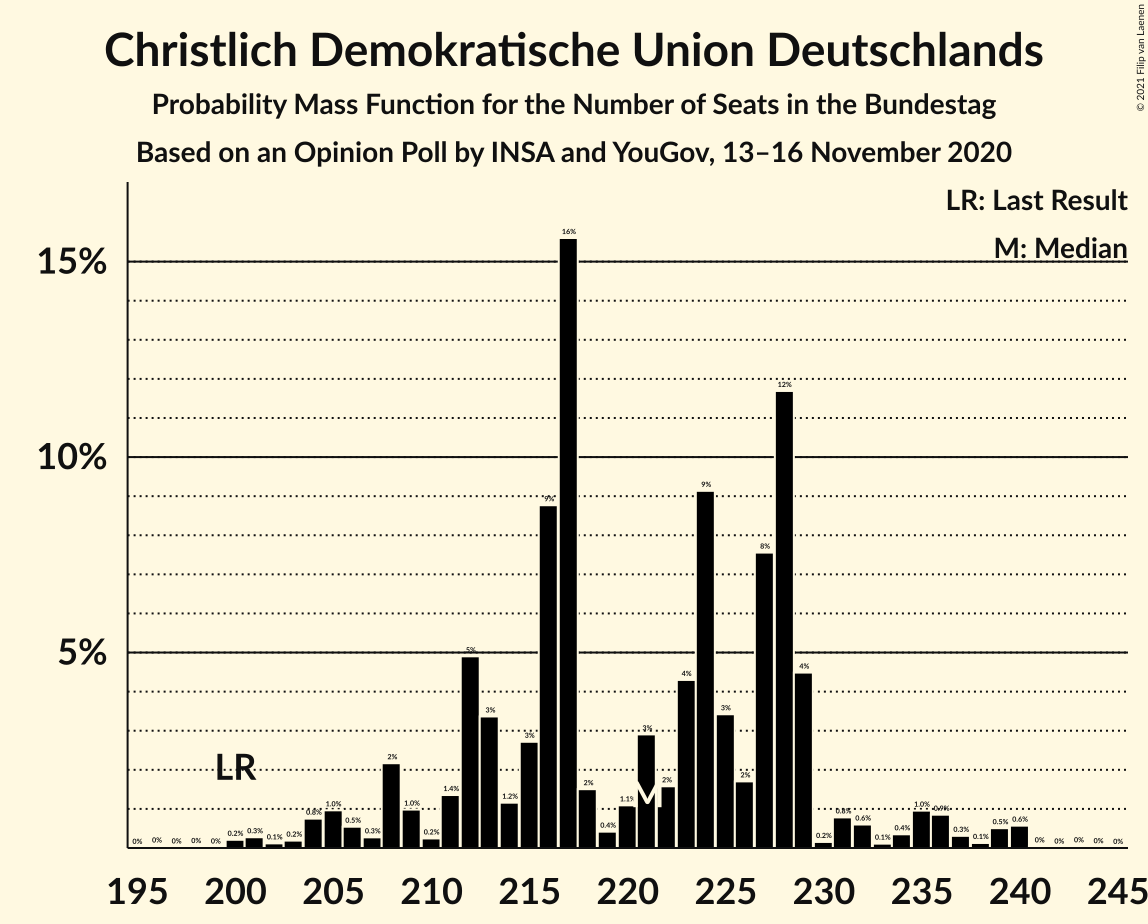 Christlich Demokratische Union Deutschlands
Probability Mass Function for the Number of Seats in the Bundestag
Based on an Opinion Poll by INSA and YouGov, 13–16 November 2020
© 2021 Filip van Laenen
LR: Last Result
M: Median
15%
10%
5%
LR
M
0% 0% 0% 0% 0% 0.2% 0.3% 0.1% 0.2% 0.8% 1.0% 0.5% 0.3% 2% 1.0% 0.2% 1.4% 5% 3% 1.2% 3% 9% 16% 2% 0.4% 1.1% 3% 2% 4% 9% 3% 2% 8% 12% 4% 0.2% 0.8% 0.6% 0.1% 0.4% 1.0% 0.9% 0.3% 0.1% 0.5% 0.6% 0% 0% 0% 0% 0%
195 200 205 210 215 220 225 230 235 240 245